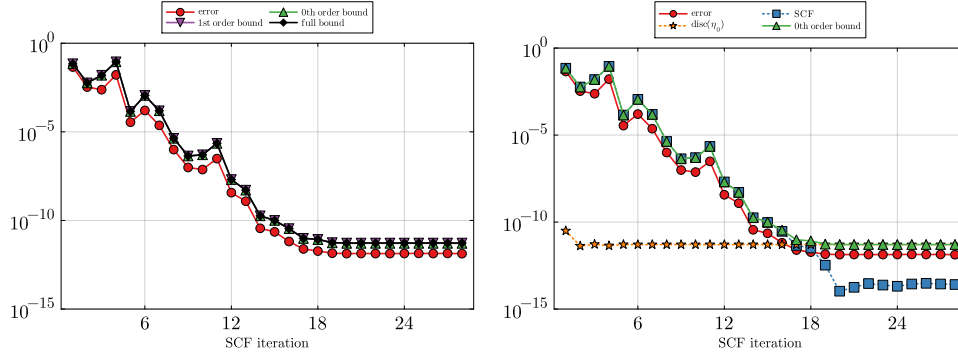 error
0th order bound
1st order bound
full bound
10^0
10^-5
10^-10
10^-15
6
12
18
24
SCF iteration
error
SCF
disc(η_0)
0th order bound
10^0
10^-5
10^-10
10^-15
6
12
18
24
SCF iteration